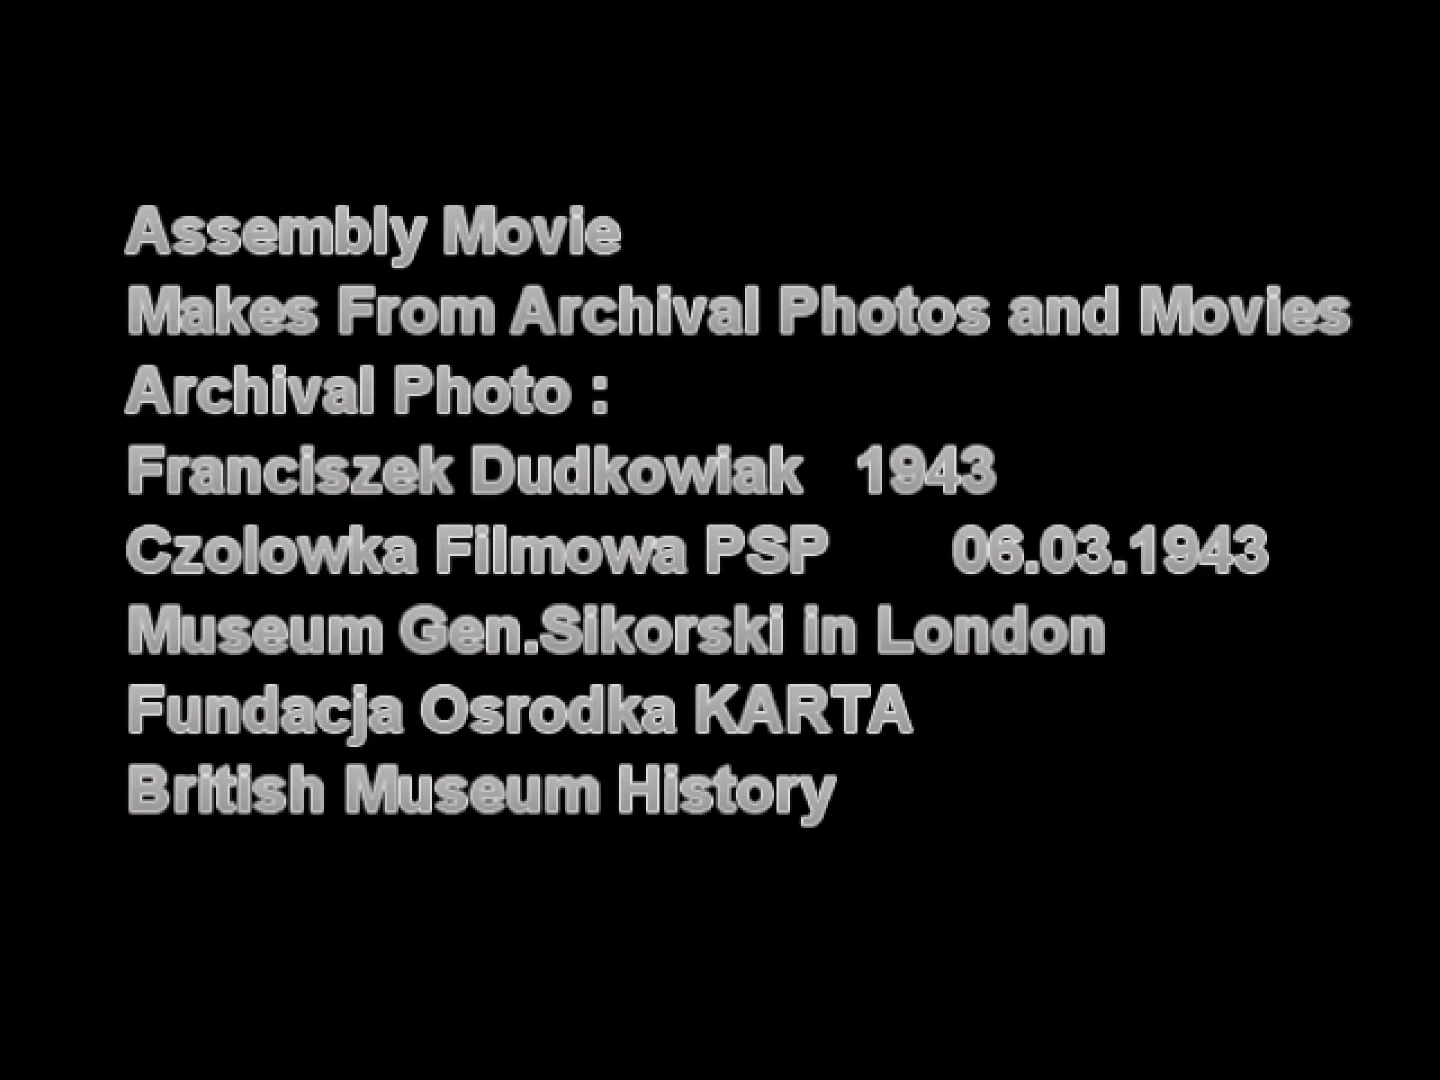 Assembly Movie
Makes From Archival Photos and Movies
Archival Photo :
Franciszek Dudkowiak 1943
Czolowka Filmowa PSP 06.03.1943
Museum Gen.Sikorski in London
Fundacja Osrodka KARTA
British Museum History